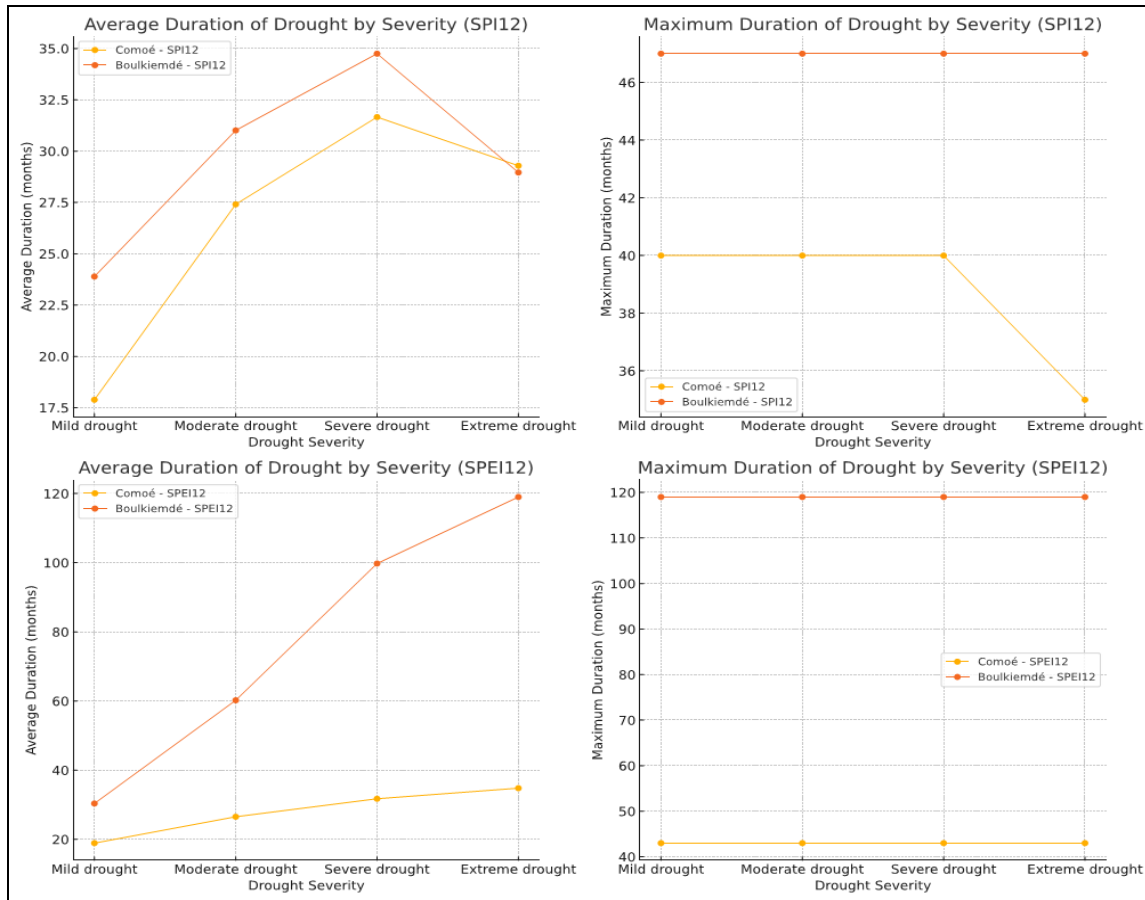 Average Duration of Drought by Severity (SPI12)
Comoé - SPI12
Boulkiemdé - SPI12
35.0
32.5
30.0
27.5
25.0
22.5
20.0
17.5
Average Duration (months)
Mild drought Moderate drought Severe drought Extreme drought
Drought Severity
Maximum Duration of Drought by Severity (SPI12)
46
44
42
40
38
36
Maximum Duration (months)
Comoé - SPI12
Boulkiemdé - SPI12
Mild drought Moderate drought Severe drought Extreme drought
Drought Severity
Average Duration of Drought by Severity (SPEI12)
Comoé - SPEI12
Boulkiemdé - SPEI12
120
100
80
60
40
20
Average Duration (months)
Mild drought Moderate drought Severe drought Extreme drought
Drought Severity
Maximum Duration of Drought by Severity (SPEI12)
120
110
100
90
80
70
60
50
40
Maximum Duration (months)
Comoé - SPEI12
Boulkiemdé - SPEI12
Mild drought Moderate drought Severe drought Extreme drought
Drought Severity